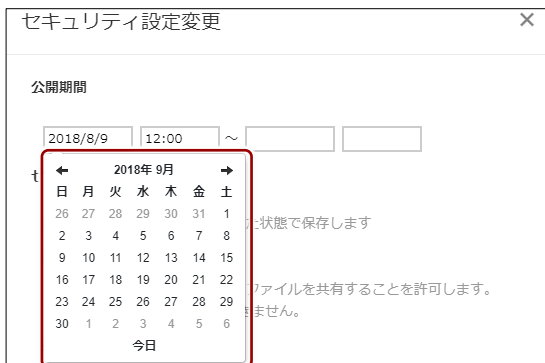 セキュリティ設定変更 ×
公開期間
2018/8/9 12:00 ～
2018年 9月
日 月 火 水 木 金 土
26 27 28 29 30 31 1
2 3 4 5 6 7 8
9 10 11 12 13 14 15
16 17 18 19 20 21 22
23 24 25 26 27 28 29
30 1 2 3 4 5 6
今日
た状態で保存します
ファイルを共有することを許可します。
きません。